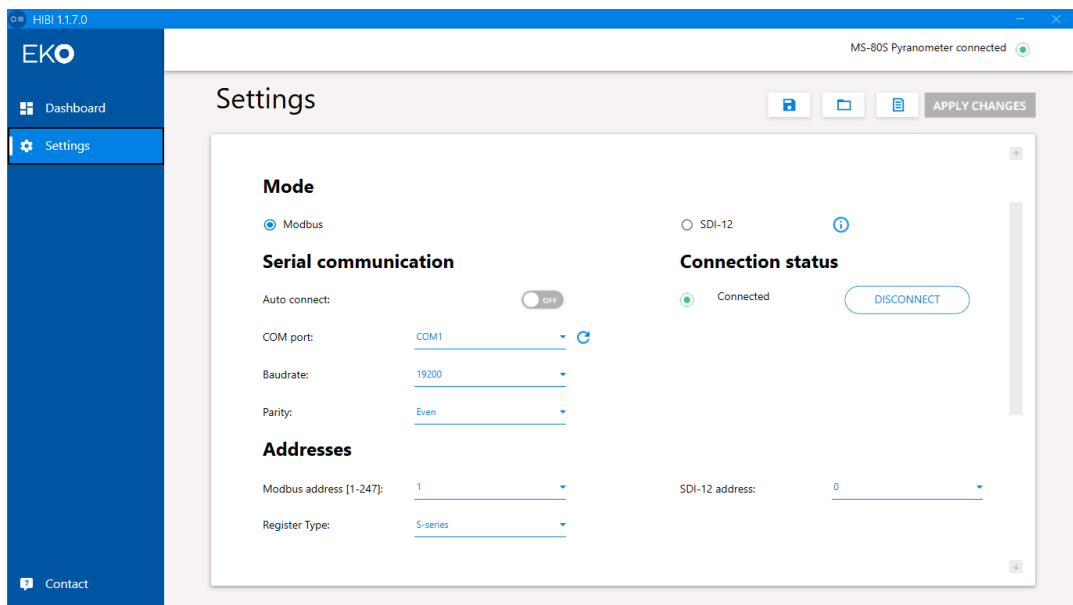 HIBI 1.1.7.0
EKO
MS-80S Pyranometer connected
Dashboard
Settings
Settings
APPLY CHANGES
Mode
Modbus
SDI-12
Serial communication
Connection status
Auto connect:
OFF
Connected
DISCONNECT
COM port:
COM1
Baudrate:
19200
Parity:
Even
Addresses
Modbus address [1-247]:
1
SDI-12 address:
0
Register Type:
S-series
Contact